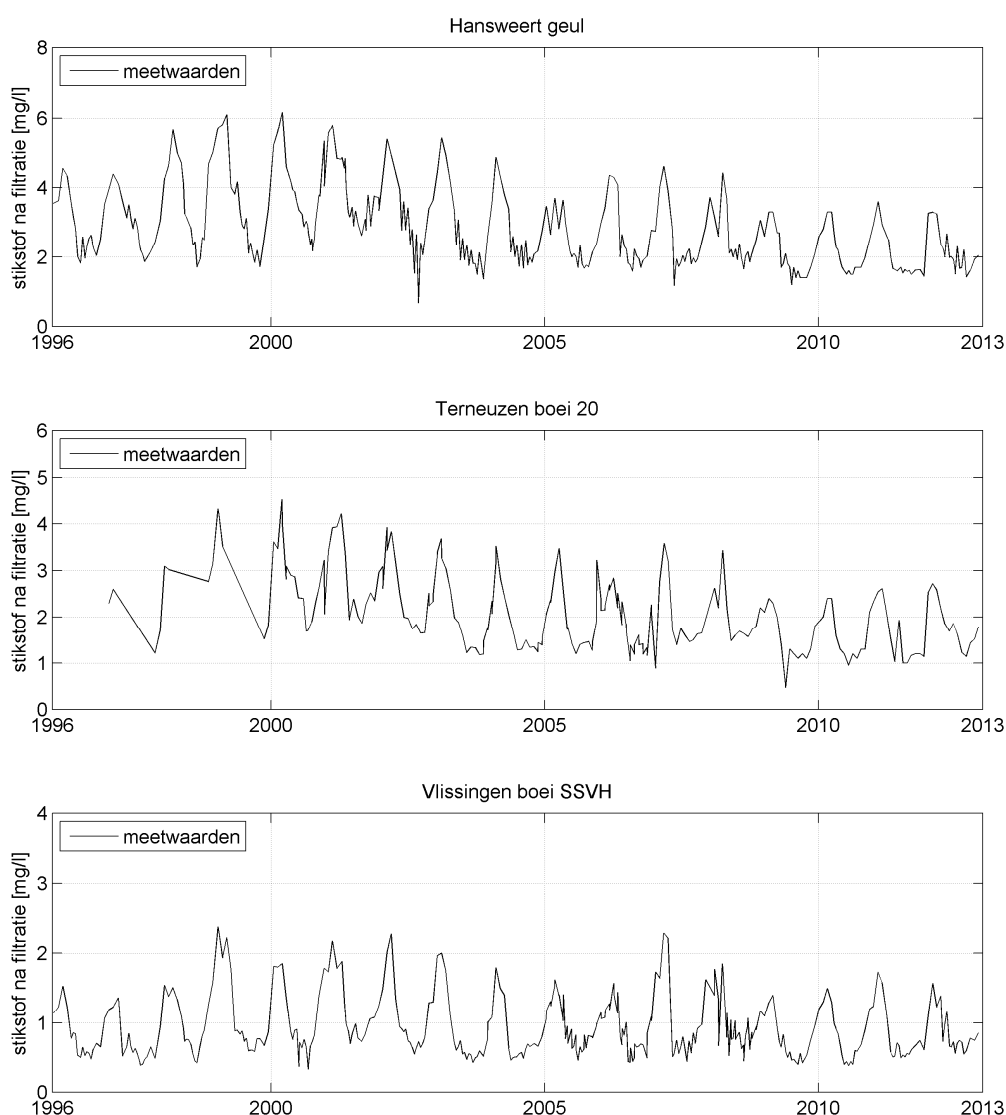 Hansweert geul
8
6
4
2
0
stikstof na filtratie [mg/l]
meetwaarden
1996 2000 2005 2010 2013
Terneuzen boei 20
6
5
4
3
2
1
0
stikstof na filtratie [mg/l]
meetwaarden
1996 2000 2005 2010 2013
Vlissingen boei SSVH
4
3
2
1
0
stikstof na filtratie [mg/l]
meetwaarden
1996 2000 2005 2010 2013